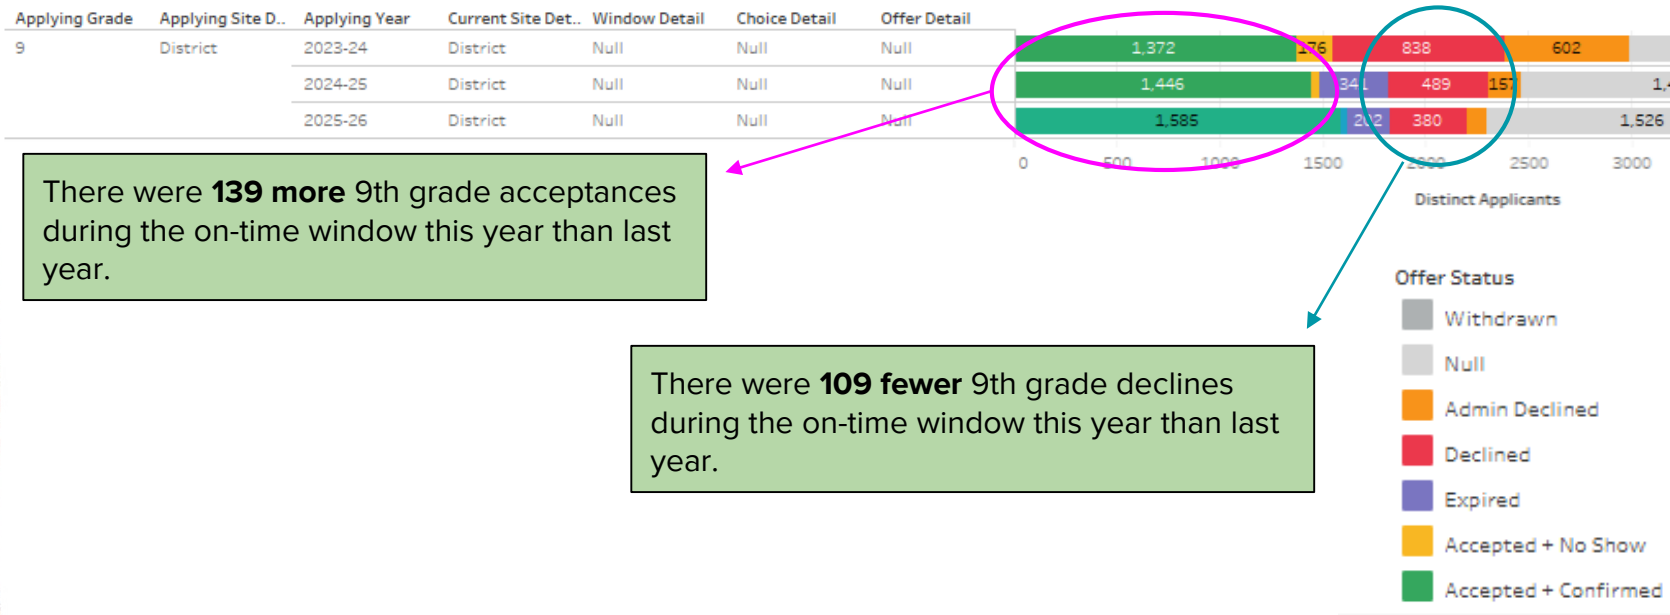 Applying Grade Applying Site D.. Applying Year Current Site Det.. Window Detail Choice Detail Offer Detail
9 District 2023-24 District Null Null Null 1,372 176 838 602
2024-25 District Null Null Null 1,446 341 489 157 1,4
2025-26 District Null Null Null 1,585 202 380 1,526
0 500 1000 1500 2000 2500 3000
Distinct Applicants
There were 139 more 9th grade acceptances
during the on-time window this year than last
year.
There were 109 fewer 9th grade declines
during the on-time window this year than last
year.
Offer Status
Withdrawn
Null
Admin Declined
Declined
Expired
Accepted + No Show
Accepted + Confirmed